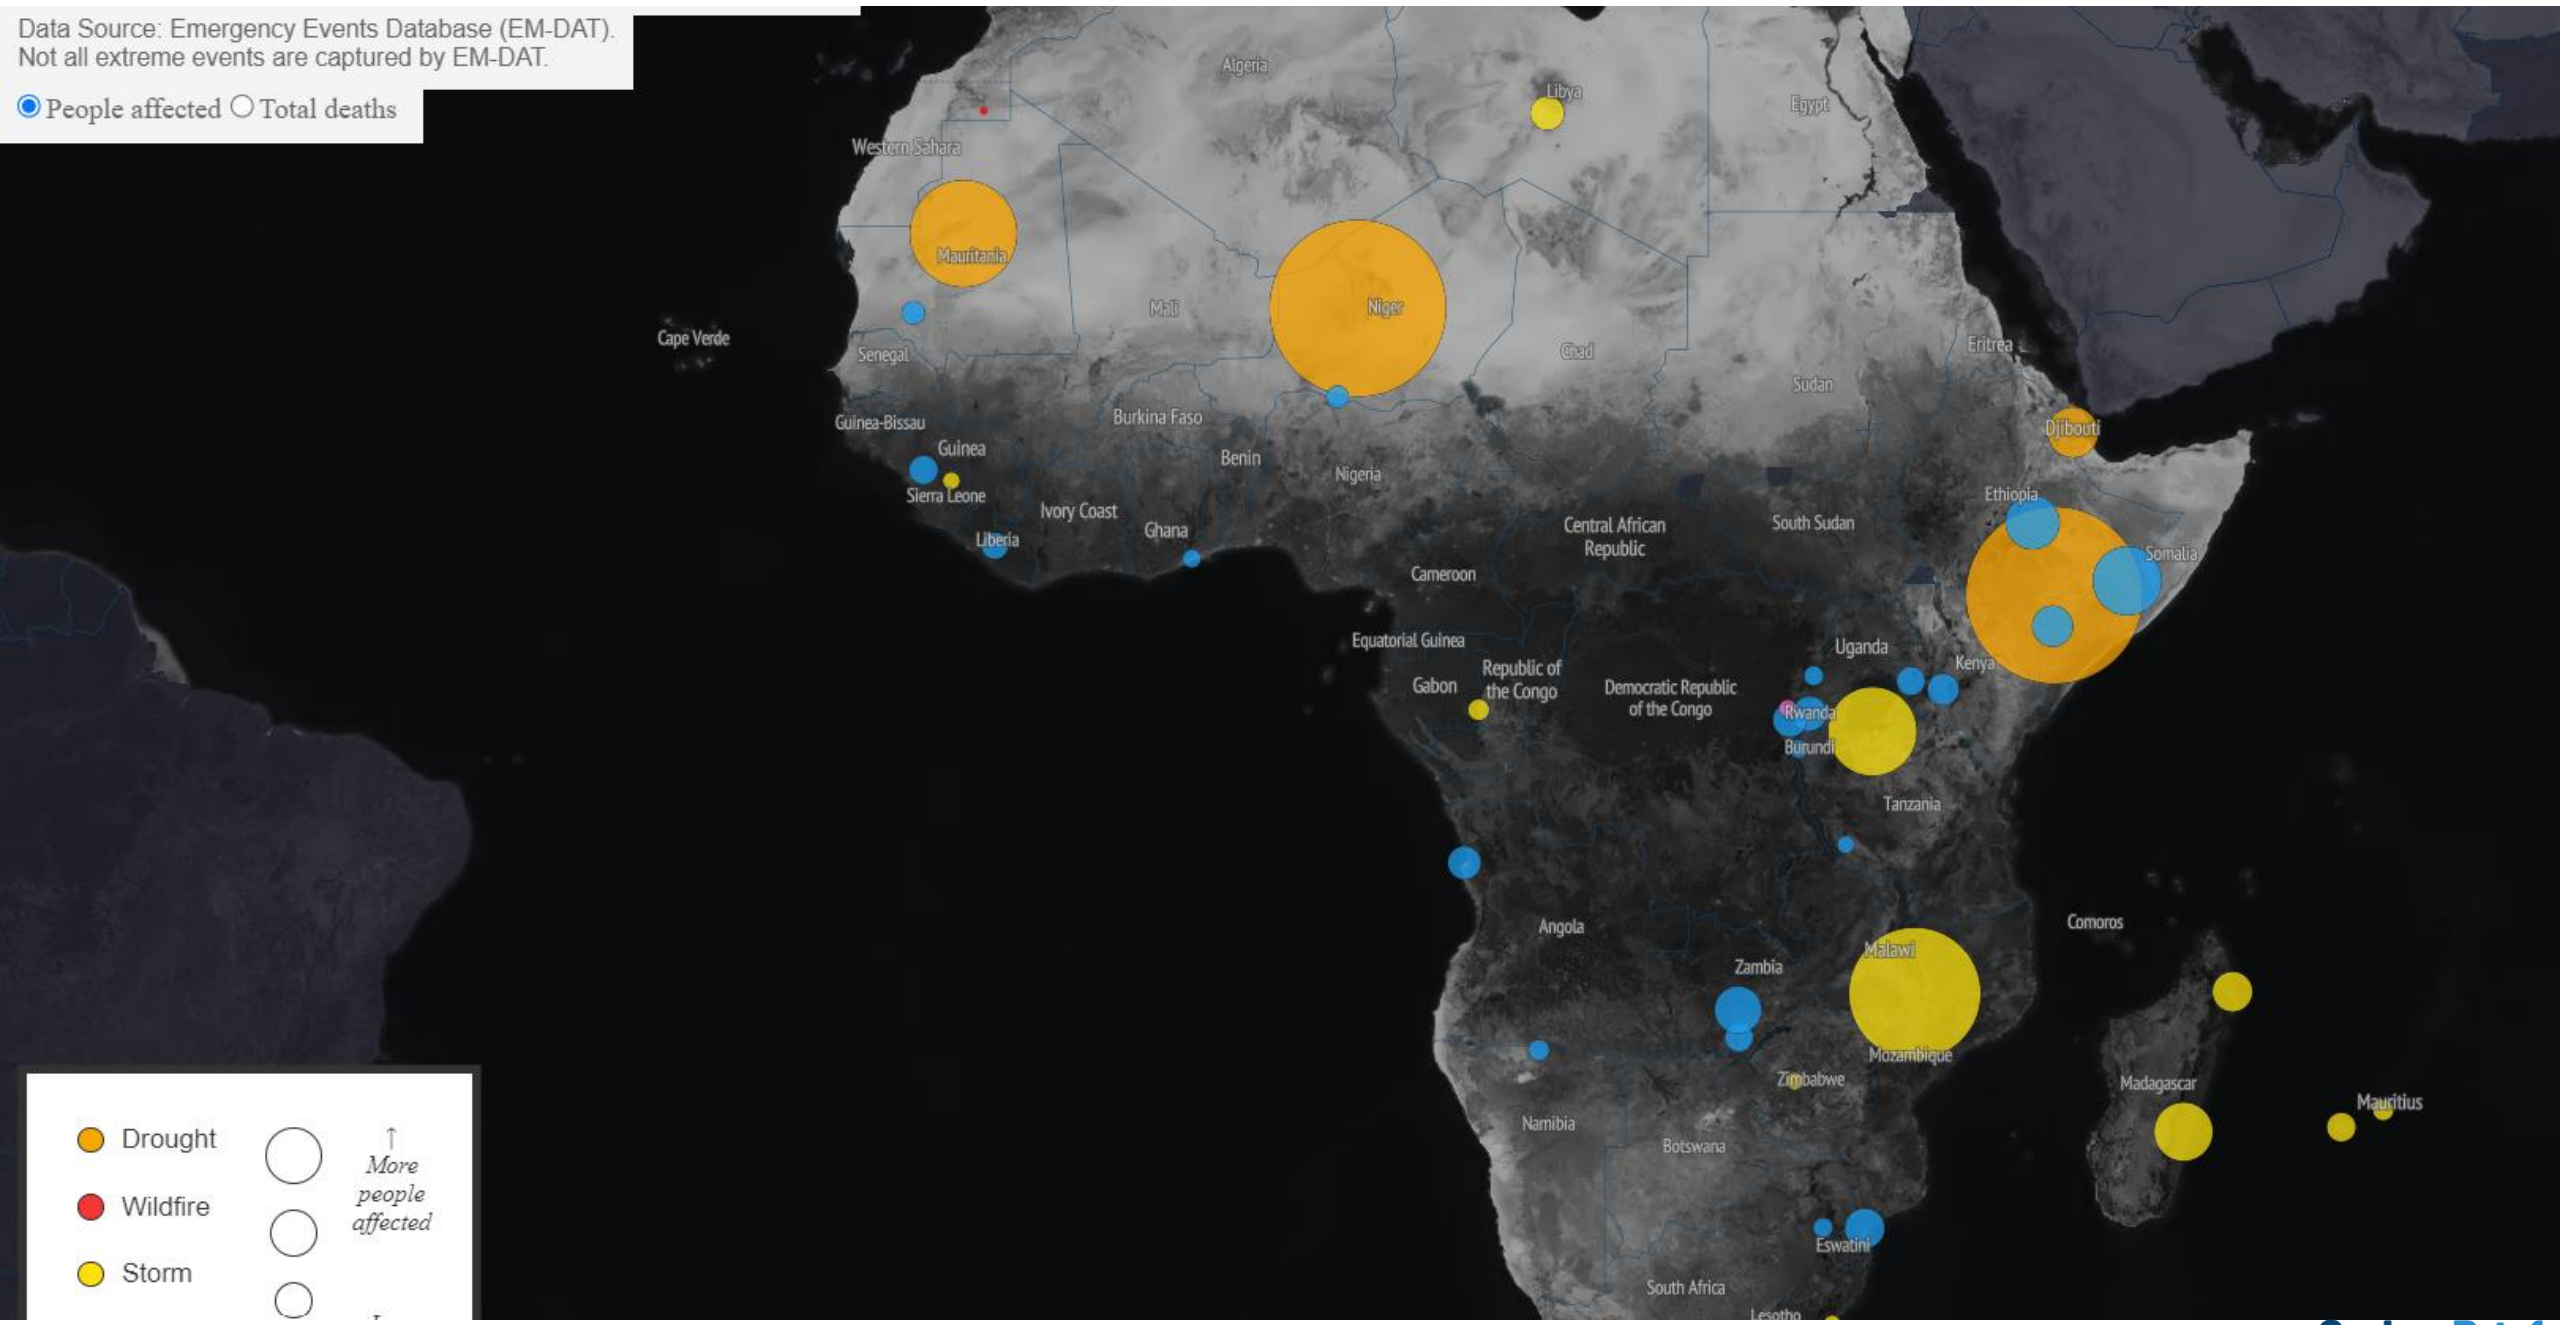 Data Source: Emergency Events Database (EM-DAT).
Not all extreme events are captured by EM-DAT.
People affected Total deaths
Algeria
Libya
Egypt
Western Sahara
Mauritania
Mali
Niger
Cape Verde
Senegal
Chad
Eritrea
Sudan
Guinea-Bissau
Burkina Faso
Djibouti
Guinea
Benin
Nigeria
Sierra Leone
Ethiopia
Ivory Coast
Ghana
Central African
Republic
South Sudan
Liberia
Somalia
Cameroon
Equatorial Guinea
Uganda
Kenya
Republic of
the Congo
Gabon
Democratic Republic
of the Congo
Rwanda
Burundi
Tanzania
Angola
Comoros
Malawi
Zambia
Mozambique
Zimbabwe
Madagascar
Mauritius
Namibia
Botswana
Eswatini
South Africa
Lesotho
Drought
Wildfire
Storm
↑
More
people
affected